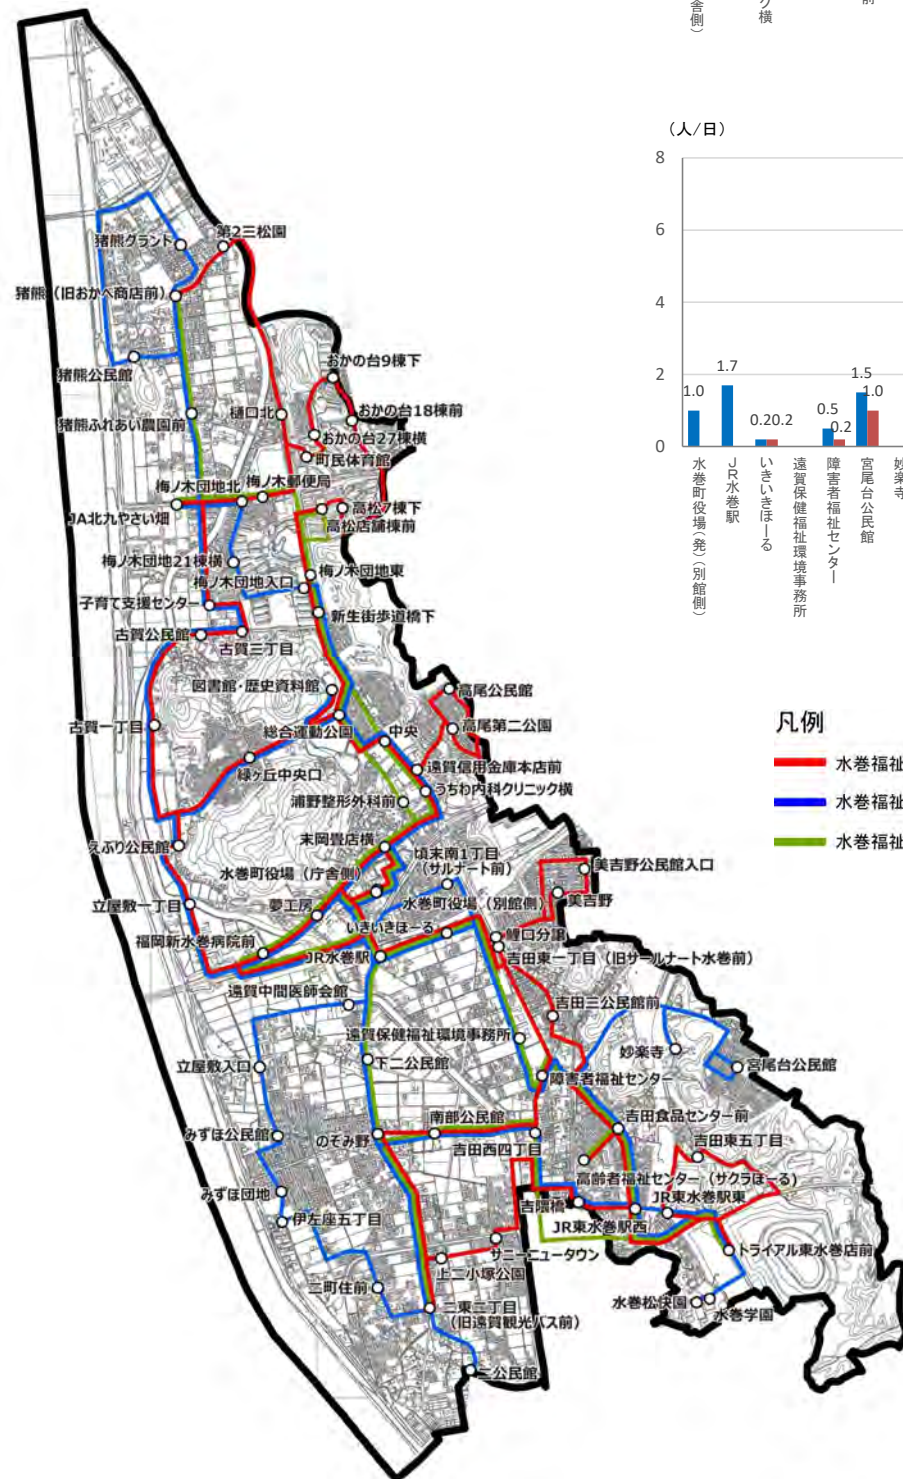 舎側）
ク横
前
（人/日）
8
6
4
2
0
1.0
1.7
0.2
0.2
0.5
0.2
1.5
1.0
水巻町役場（発）（別館側）
JR水巻駅
いきいきほーる
遠賀保健福祉環境事務所
障害者福祉センター
宮尾台公民館
妙楽寺
凡例
水巻福祉
水巻福祉
水巻福祉
第2三松園
猪熊グランド
猪熊（旧おかべ商店前）
猪熊公民館
おかの台9棟下
樋口北
おかの台18棟前
猪熊ふれあい農園前
おかの台27棟横
町民体育館
梅ノ木郵便局
梅ノ木団地北
JA北九やさい畑
高松7棟下
高松店舗棟前
梅ノ木団地21棟横
梅ノ木団地東
梅ノ木団地入口
子育て支援センター
新生街歩道橋下
古賀公民館
古賀三丁目
図書館・歴史資料館
高尾公民館
古賀一丁目
総合運動公園
中央
高尾第二公園
緑ヶ丘中央口
遠賀信用金庫本店前
うちわ内科クリニック横
浦野整形外科前
えぶり公民館
末岡畳店横
頃末南1丁目
（サルナート前）
美吉野公民館入口
水巻町役場（庁舎側）
水巻町役場（別館側）
美吉野
立屋敷一丁目
夢工房
いきいきほーる
鯉口分譲
福岡新水巻病院前
JR水巻駅
吉田東一丁目（旧サールナート水巻前）
遠賀中間医師会館
吉田三公民館前
遠賀保健福祉環境事務所
妙楽寺
立屋敷入口
下二公民館
宮尾台公民館
障害者福祉センター
南部公民館
吉田食品センター前
みずほ公民館
のぞみ野
吉田西四丁目
吉田東五丁目
高齢者福祉センター（サクラほーる）
みずほ団地
吉隈橋
JR東水巻駅東
伊左座五丁目
JR東水巻駅西
サニーニュータウン
トライアル東水巻店前
上二小塚公園
二町住前
水巻松快園
水巻学園
二東二丁目
（旧遠賀観光バス前）
二公民館